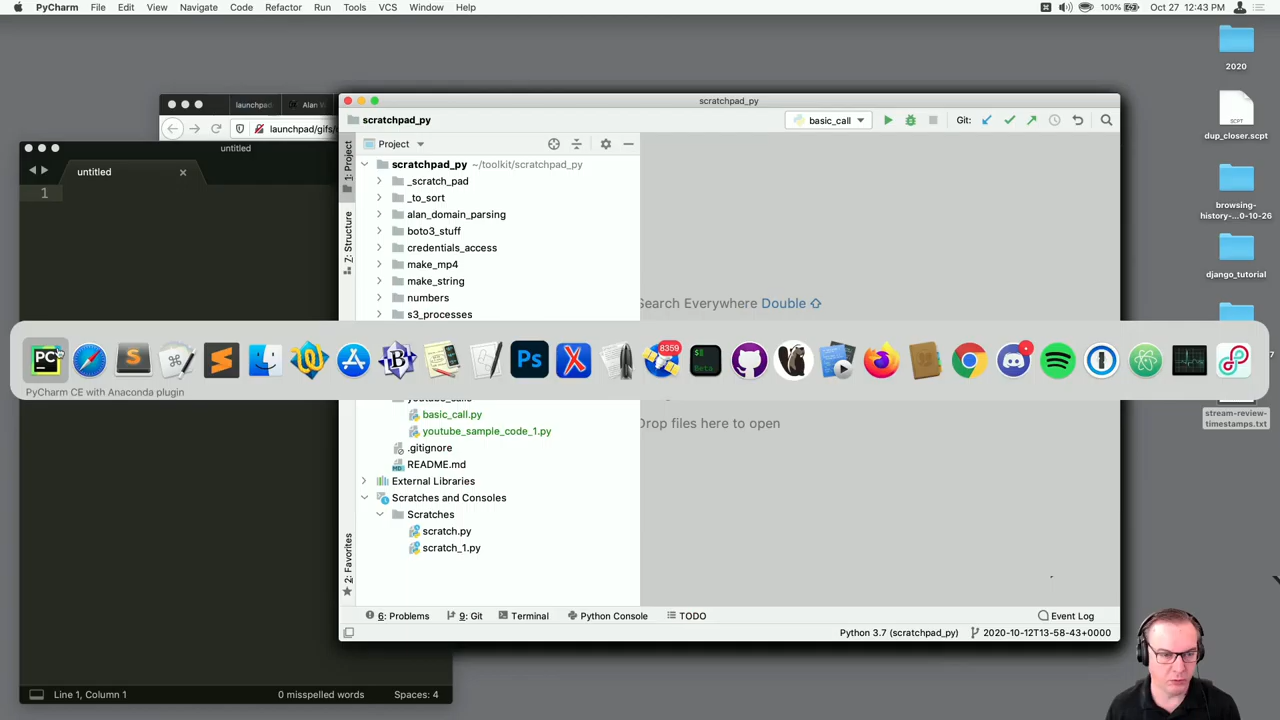 PyCharm File Edit View Navigate Code Refactor Run Tools VCS Window Help 100% Oct 27 12:43 PM
2020
SCPT
dup_closer.scpt
browsing-
history-...0-10-26
django_tutorial
stream-review-
timestamps.txt
launchpad Alan W
launchpad/gifs/
untitled
untitled
1
Line 1, Column 1 0 misspelled words Spaces: 4
scratchpad_py
scratchpad_py basic_call Git:
1: Project
Z: Structure
2: Favorites
Project
scratchpad_py ~/toolkit/scratchpad_py
_scratch_pad
_to_sort
alan_domain_parsing
boto3_stuff
credentials_access
make_mp4
make_string
numbers
s3_processes
basic_call.py
youtube_sample_code_1.py
.gitignore
README.md
External Libraries
Scratches and Consoles
Scratches
scratch.py
scratch_1.py
Search Everywhere Double
Drop files here to open
PC S Ps X 8359 $ Beta
PyCharm CE with Anaconda plugin
6: Problems 9: Git Terminal Python Console TODO Event Log
Python 3.7 (scratchpad_py) 2020-10-12T13-58-43+0000